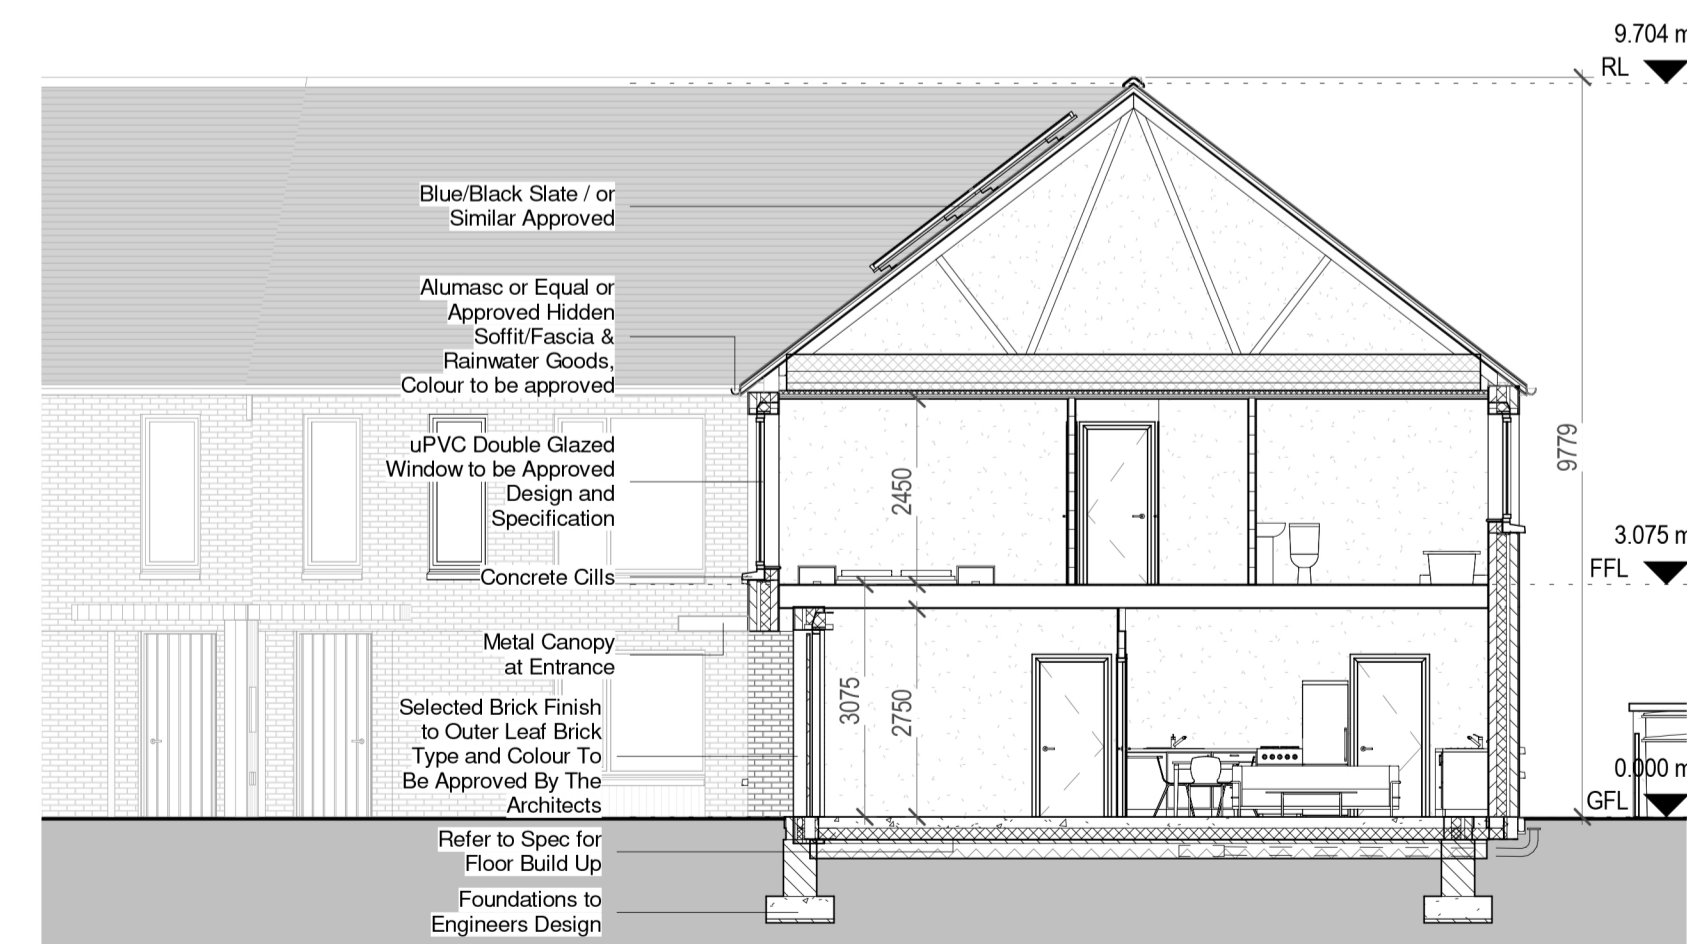 9.704 m
RL
Blue/Black Slate / or
Similar Approved
Alumasc or Equal or
Approved Hidden
Soffit/Fascia &
Rainwater Goods,
Colour to be approved
uPVC Double Glazed
Window to be Approved
Design and
Specification
Concrete Cills
Metal Canopy
at Entrance
Selected Brick Finish
to Outer Leaf Brick
Type and Colour To
Be Approved By The
Architects
Refer to Spec for
Floor Build Up
Foundations to
Engineers Design
2450
3075
2750
9779
3.075 m
FFL
0.000 m
GFL